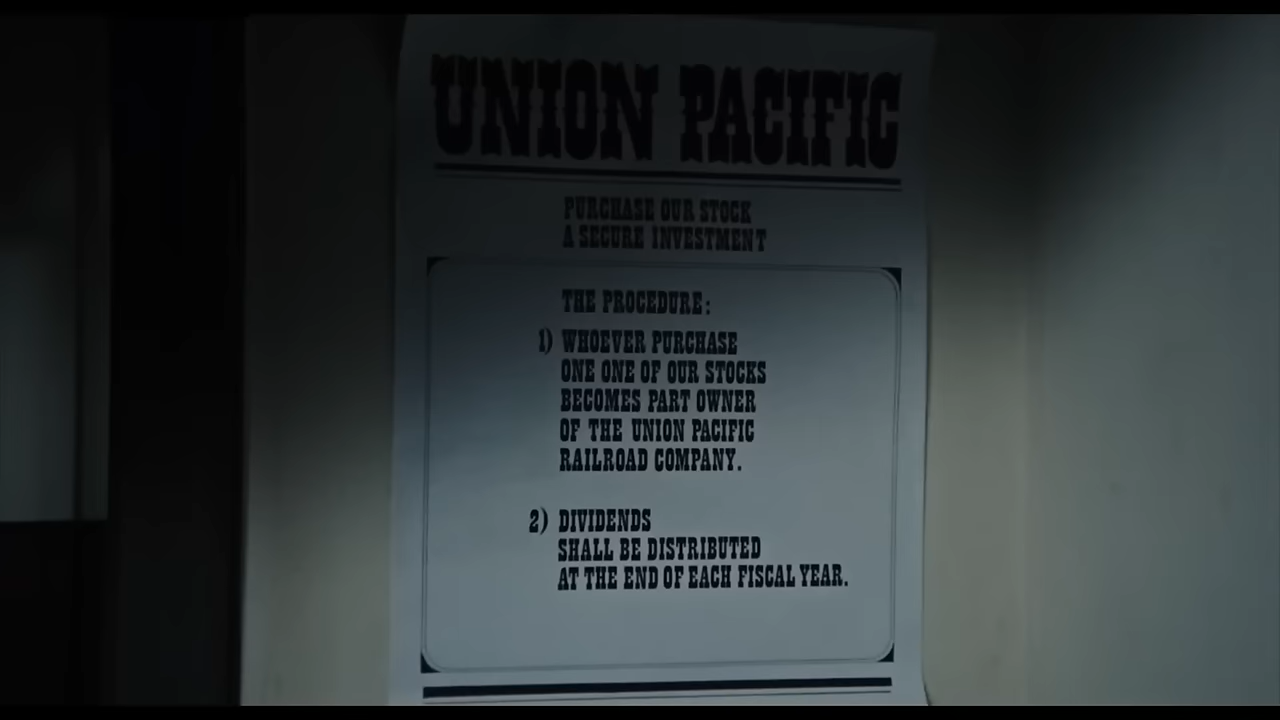 UNION PACIFIC
PURCHASE OUR STOCK
A SECURE INVESTMENT
THE PROCEDURE:
1) WHOEVER PURCHASE
ONE ONE OF OUR STOCKS
BECOMES PART OWNER
OF THE UNION PACIFIC
RAILROAD COMPANY.
2) DIVIDENDS
SHALL BE DISTRIBUTED
AT THE END OF EACH FISCAL YEAR.